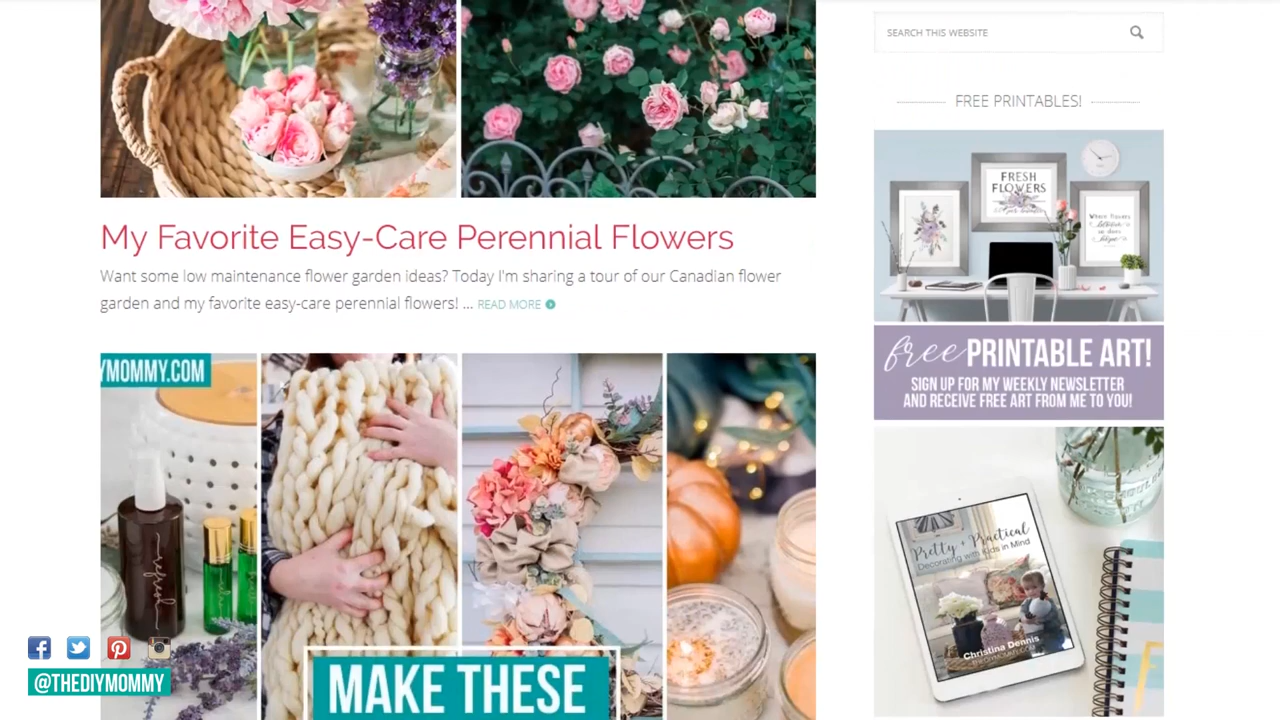 SEARCH THIS WEBSITE
FREE PRINTABLES!
FRESH
FLOWERS
My Favorite Easy-Care Perennial Flowers
Want some low maintenance flower garden ideas? Today I'm sharing a tour of our Canadian flower
garden and my favorite easy-care perennial flowers! ... READ MORE
free PRINTABLE ART!
SIGN UP FOR MY WEEKLY NEWSLETTER
AND RECEIVE FREE ART FROM ME TO YOU!
YMOMMY.COM
refresh
Pretty + Practical
Decorating with Kids in Mind
Christina Dennis
THEDIYMOMMY.COM
@THEDIYMOMMY
MAKE THESE